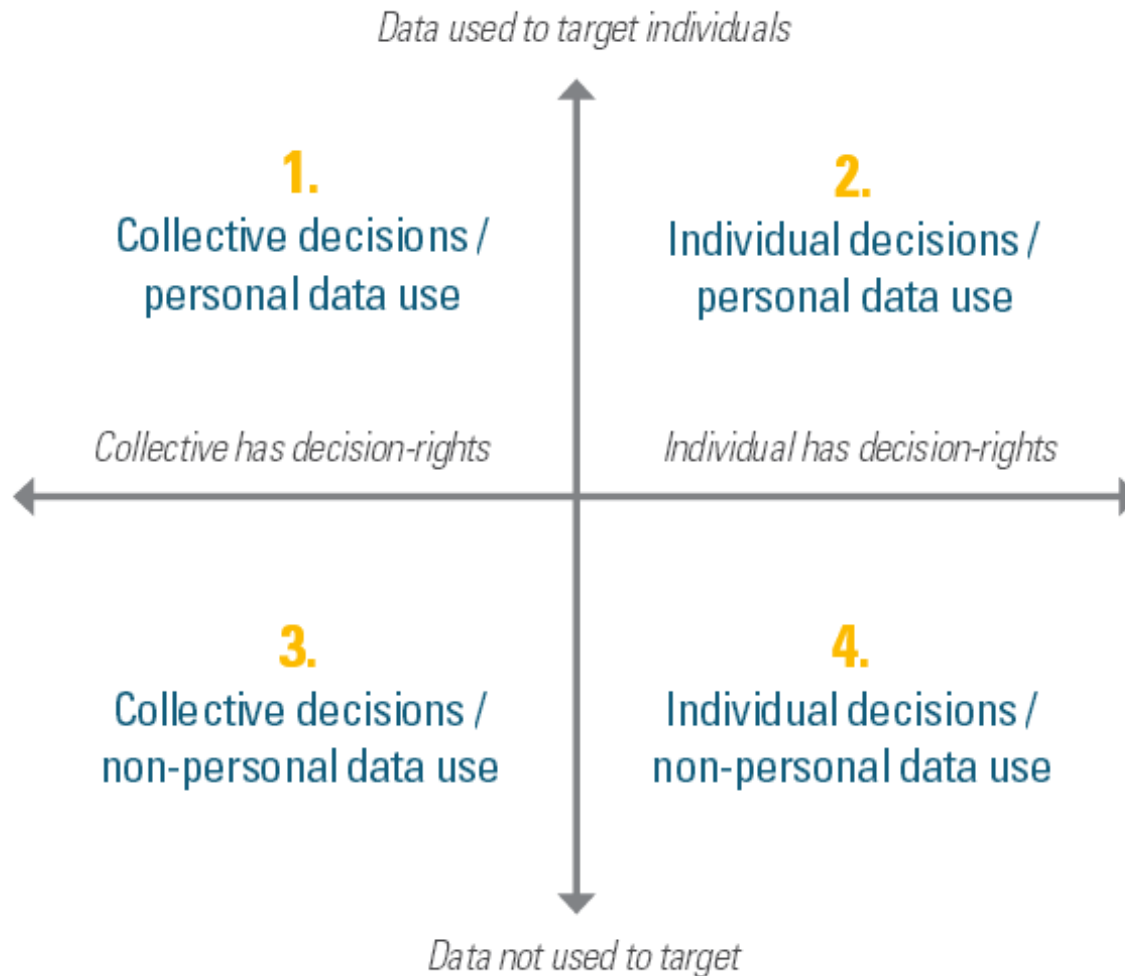 Data used to target individuals
1.
Collective decisions /
personal data use
2.
Individual decisions /
personal data use
Collective has decision-rights
Individual has decision-rights
3.
Collective decisions /
non-personal data use
4.
Individual decisions /
non-personal data use
Data not used to target